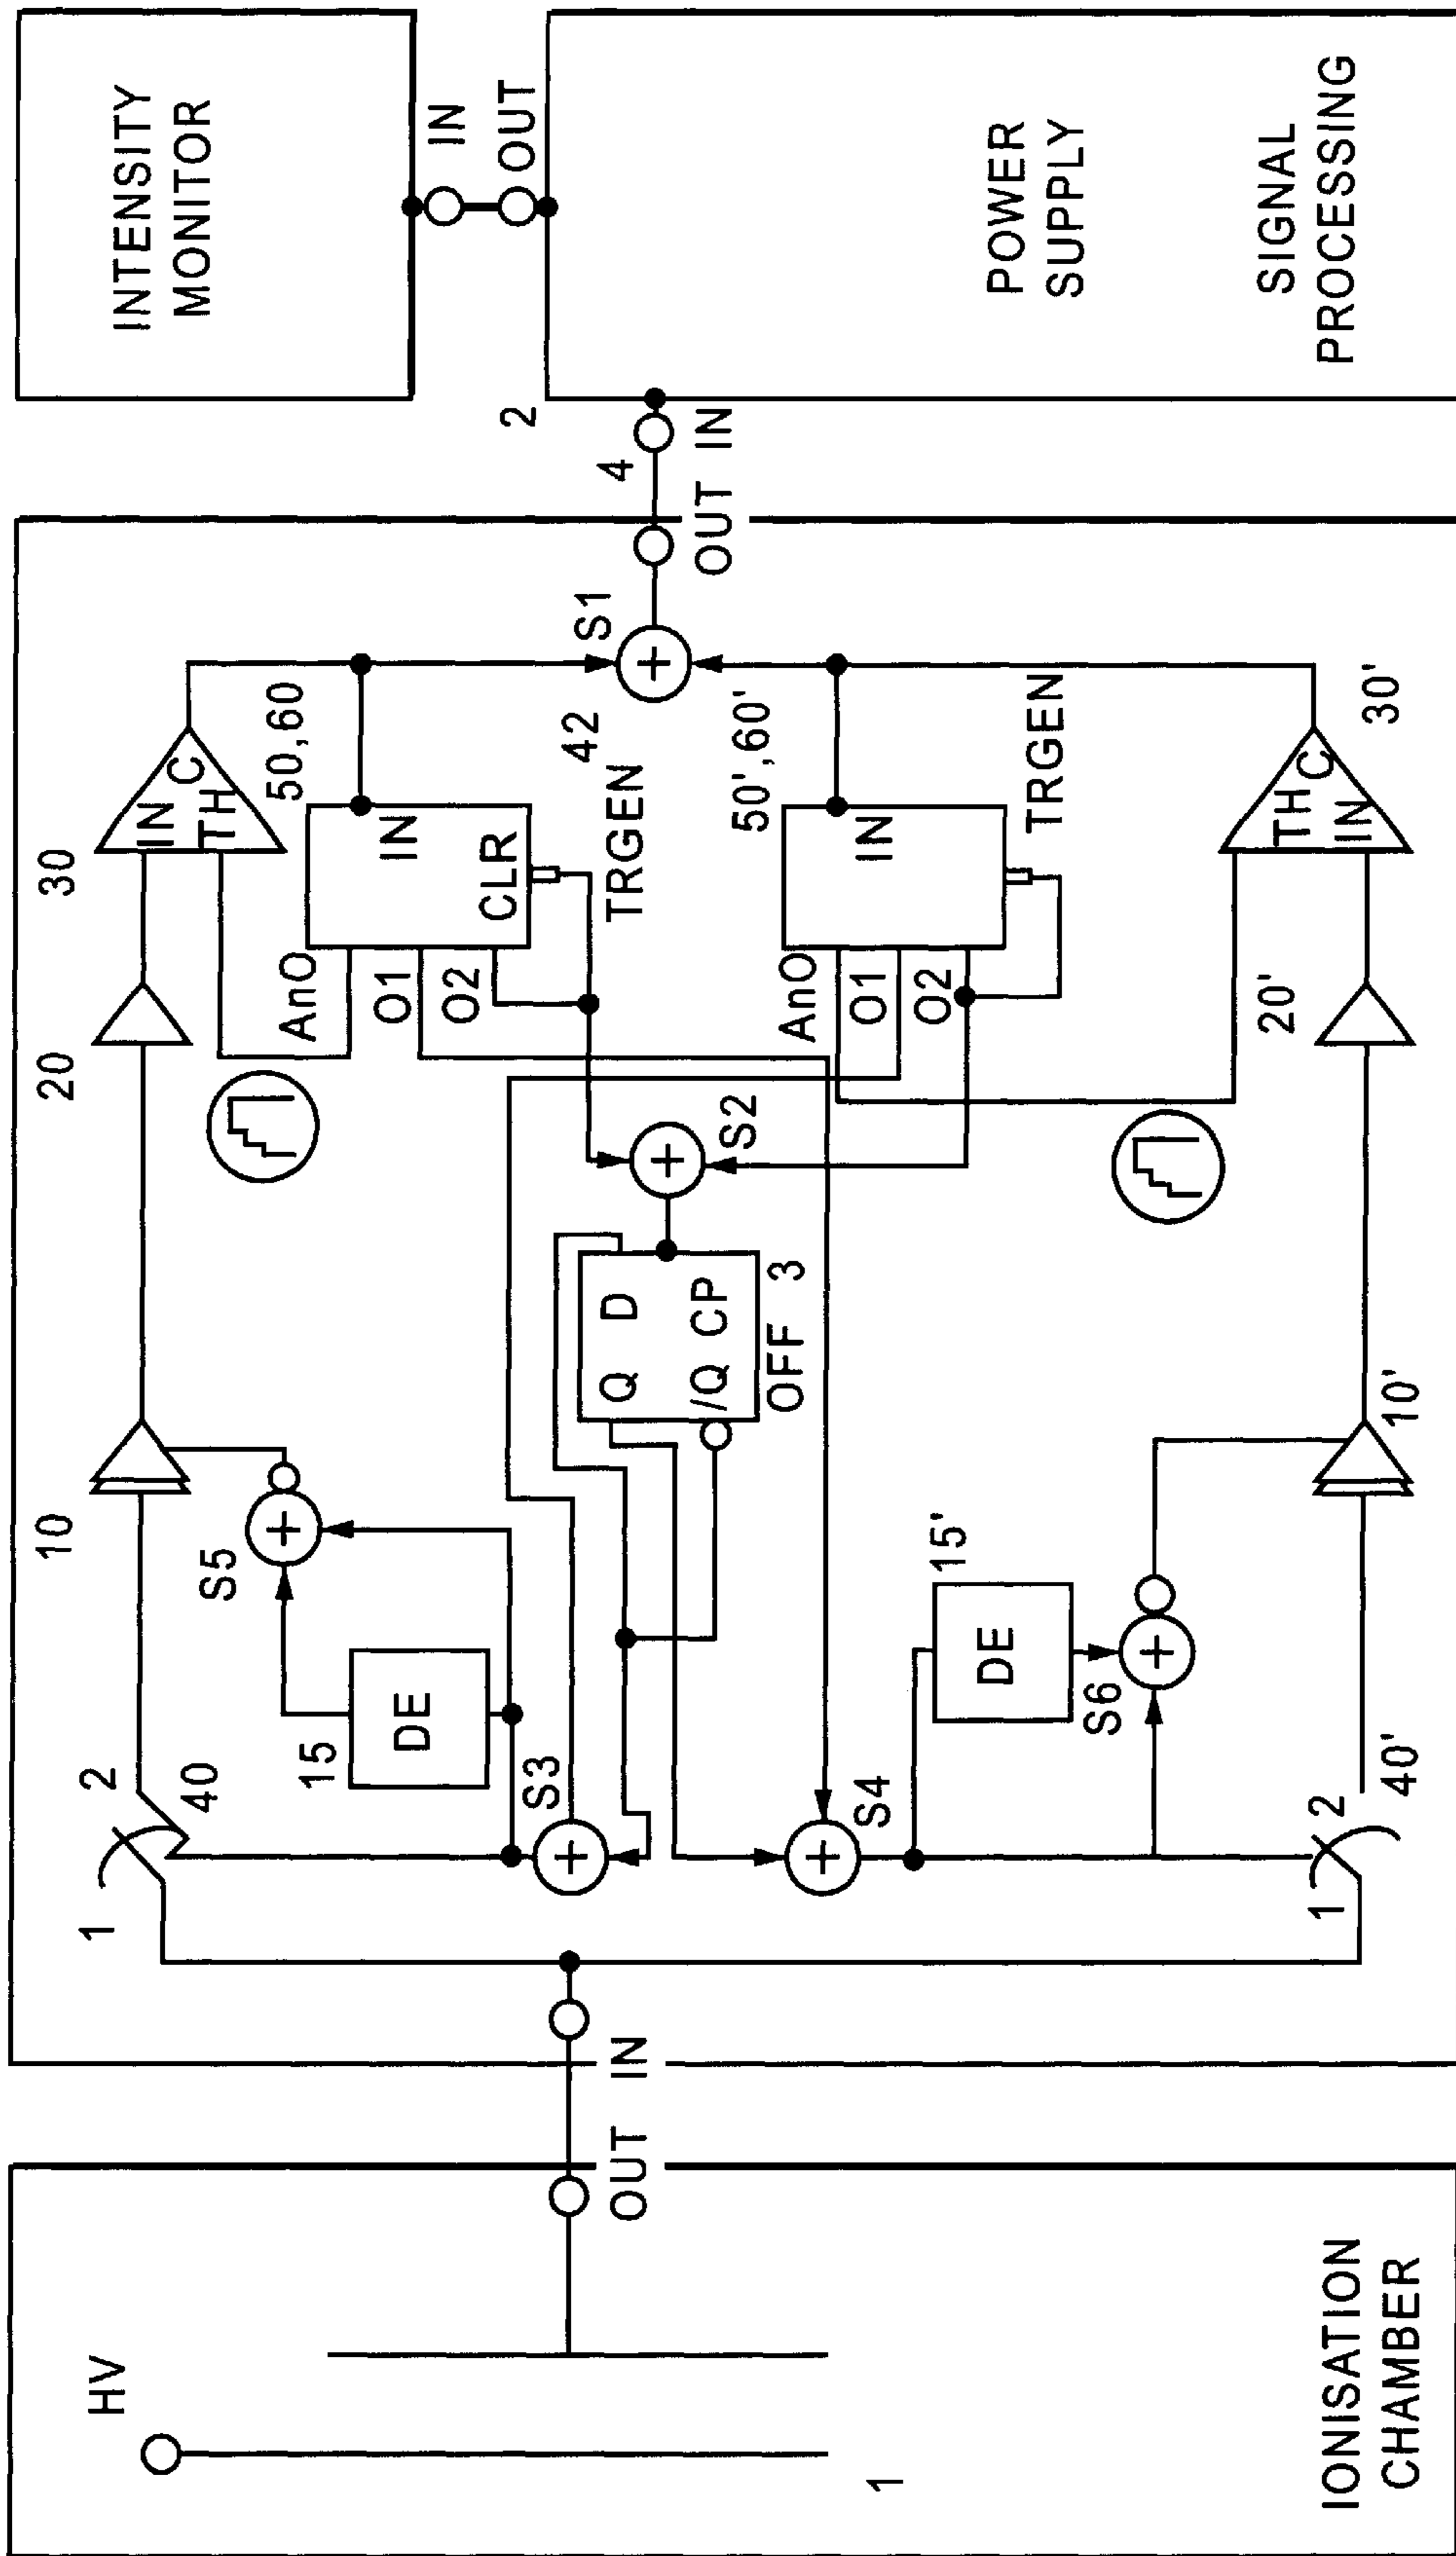 INTENSITY
MONITOR
IN
OUT
POWER
SUPPLY
SIGNAL
PROCESSING
2
4
OUT IN
30
IN
TH
C
50,60
IN
CLR
AnO
O1
O2
TRGEN
42
S1
50',60'
IN
AnO
O1
O2
TRGEN
30'
TH
IN
C
20
20'
+
S2
+
D
Q
CP
/Q
OFF 3
10
10'
S5
+
15
DE
15'
DE
S6
+
S3
+
S4
+
1
2
40
1
2
40'
OUT IN
HV
1
IONISATION
CHAMBER